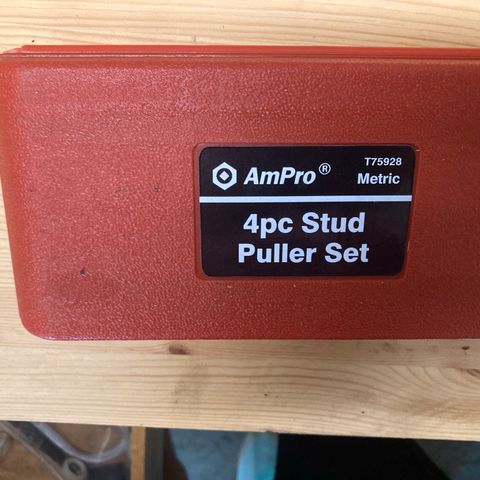 T75928
AmPro® Metric
4pc Stud
Puller Set